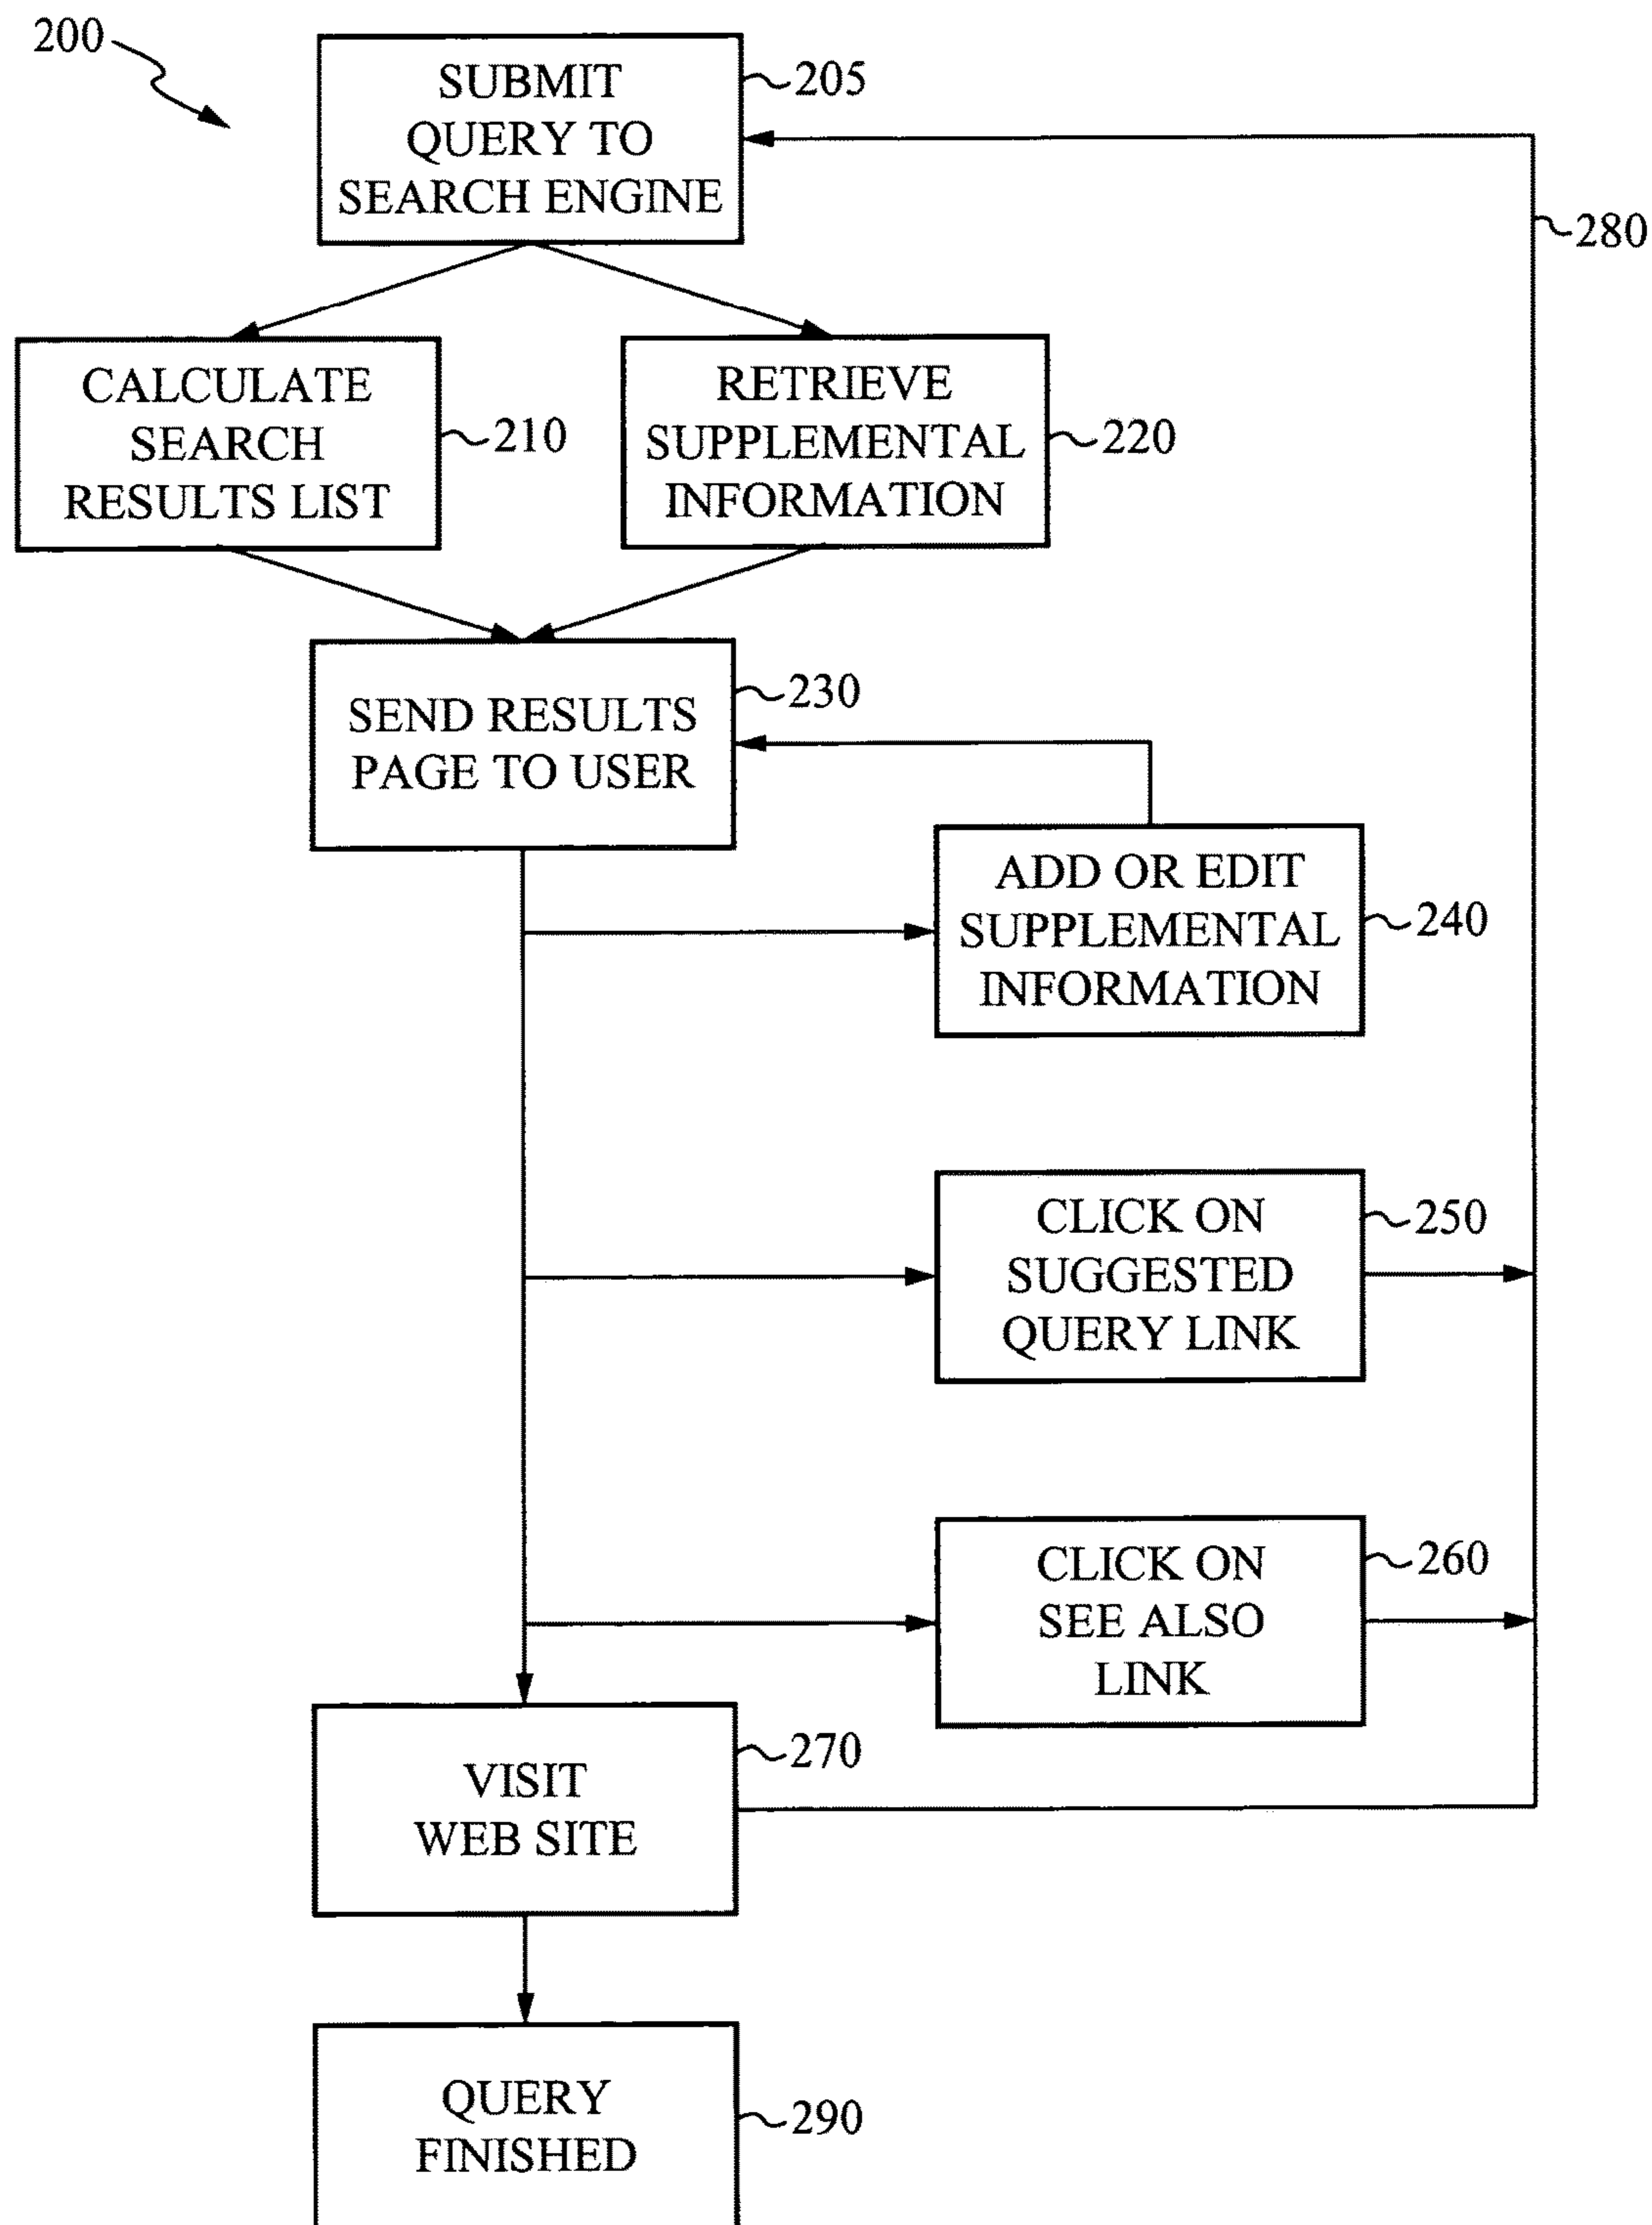 200
SUBMIT
QUERY TO
SEARCH ENGINE
205
280
CALCULATE
SEARCH
RESULTS LIST
210
RETRIEVE
SUPPLEMENTAL
INFORMATION
220
SEND RESULTS
PAGE TO USER
230
ADD OR EDIT
SUPPLEMENTAL
INFORMATION
240
CLICK ON
SUGGESTED
QUERY LINK
250
CLICK ON
SEE ALSO
LINK
260
VISIT
WEB SITE
270
QUERY
FINISHED
290